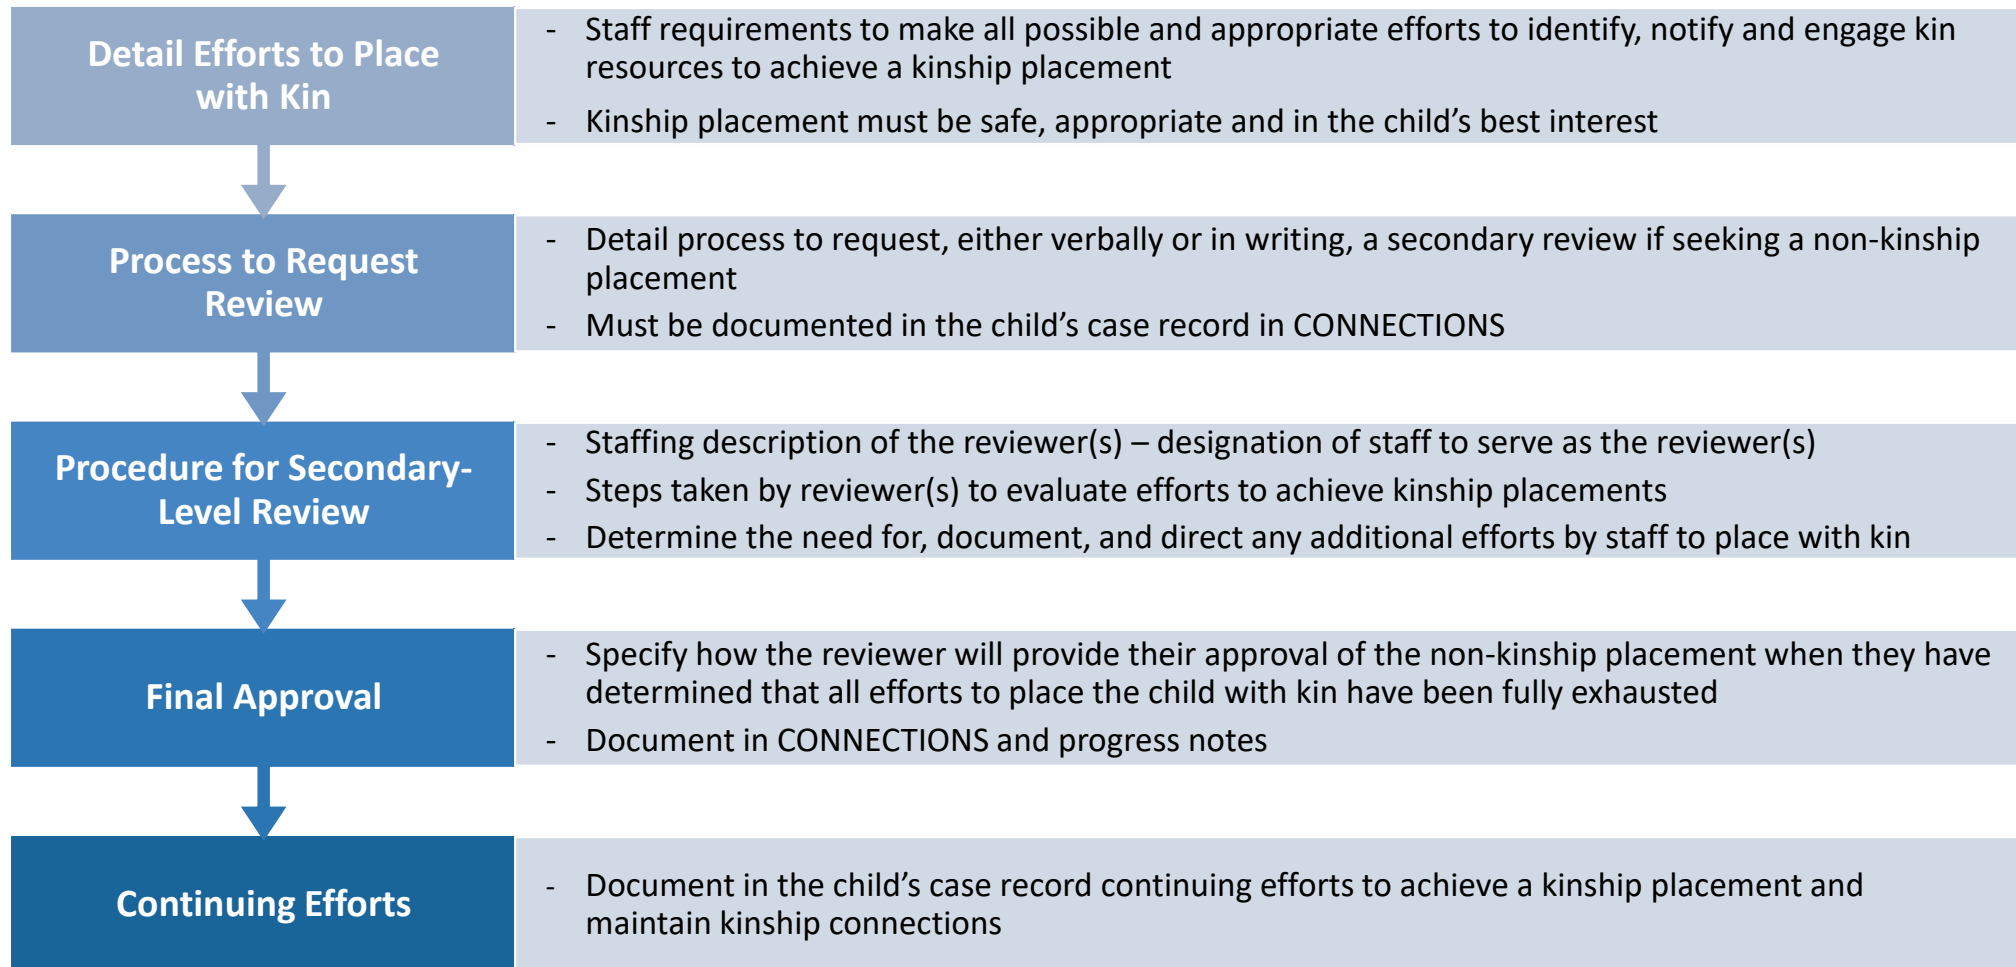 Detail Efforts to Place
with Kin
- Staff requirements to make all possible and appropriate efforts to identify, notify and engage kin
resources to achieve a kinship placement
- Kinship placement must be safe, appropriate and in the child’s best interest
Process to Request
Review
- Detail process to request, either verbally or in writing, a secondary review if seeking a non-kinship
placement
- Must be documented in the child’s case record in CONNECTIONS
Procedure for Secondary-
Level Review
- Staffing description of the reviewer(s) – designation of staff to serve as the reviewer(s)
- Steps taken by reviewer(s) to evaluate efforts to achieve kinship placements
- Determine the need for, document, and direct any additional efforts by staff to place with kin
Final Approval
- Specify how the reviewer will provide their approval of the non-kinship placement when they have
determined that all efforts to place the child with kin have been fully exhausted
- Document in CONNECTIONS and progress notes
Continuing Efforts
- Document in the child’s case record continuing efforts to achieve a kinship placement and
maintain kinship connections